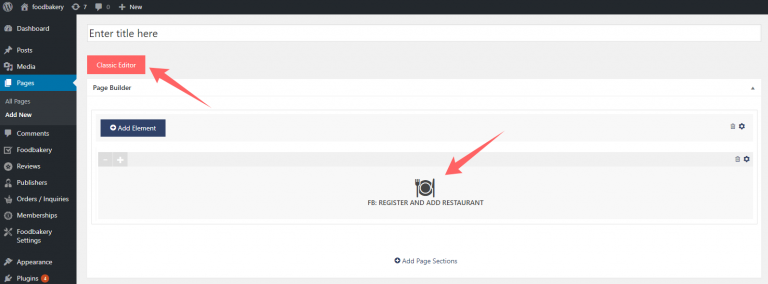 foodbakery
7
0
New
Dashboard
Posts
Media
Pages
All Pages
Add New
Comments
Foodbakery
Reviews
Publishers
Orders / Inquiries
Memberships
Foodbakery
Settings
Appearance
Plugins 4
Enter title here
Classic Editor
Page Builder
Add Element
FB: REGISTER AND ADD RESTAURANT
Add Page Sections